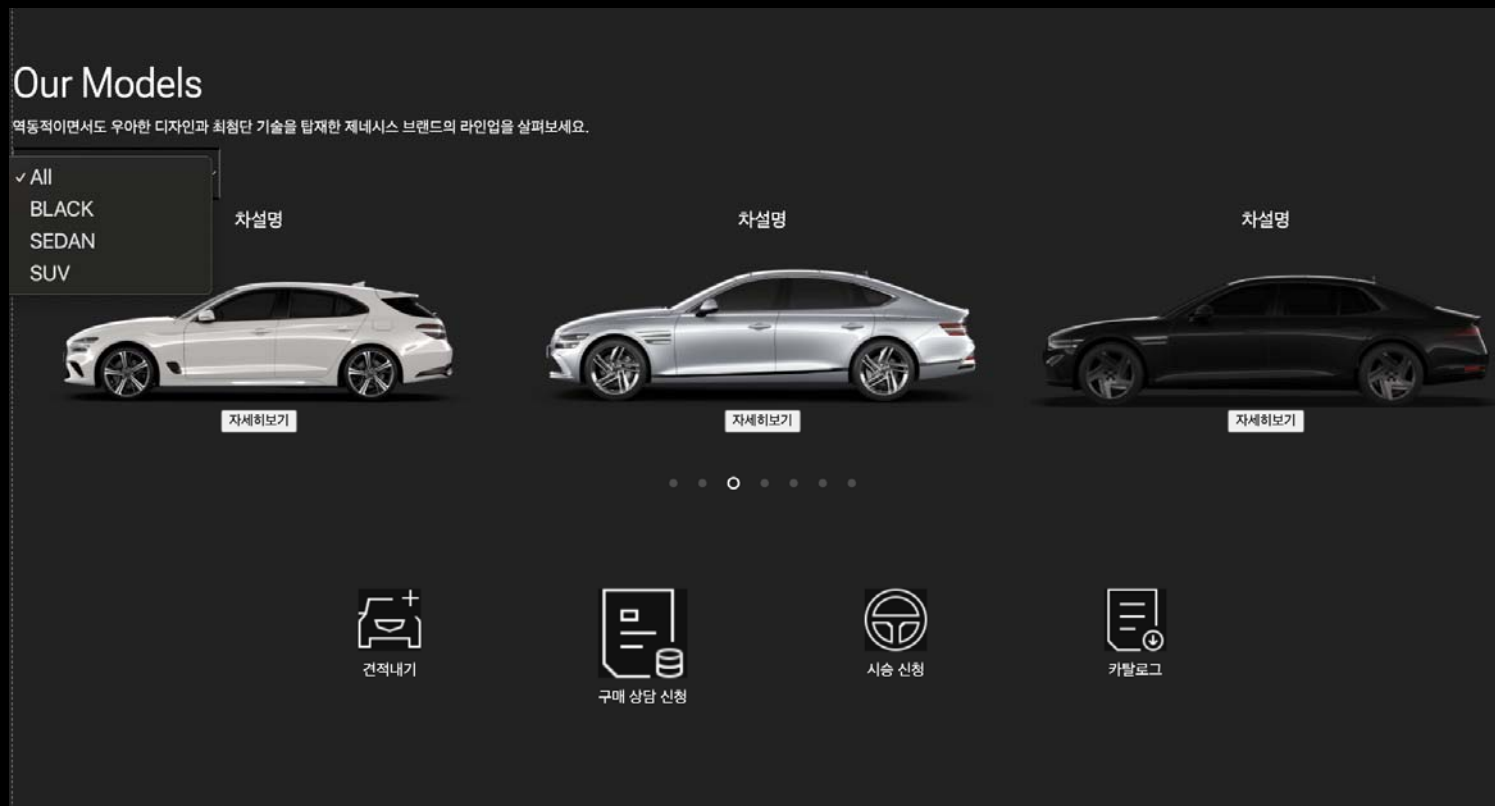 Our Models
역동적이면서도 우아한 디자인과 최첨단 기술을 탑재한 제네시스 브랜드의 라인업을 살펴보세요.
✓ All
BLACK
SEDAN
SUV
차설명
차설명
차설명
자세히보기
자세히보기
자세히보기
견적내기
구매 상담 신청
시승 신청
카탈로그